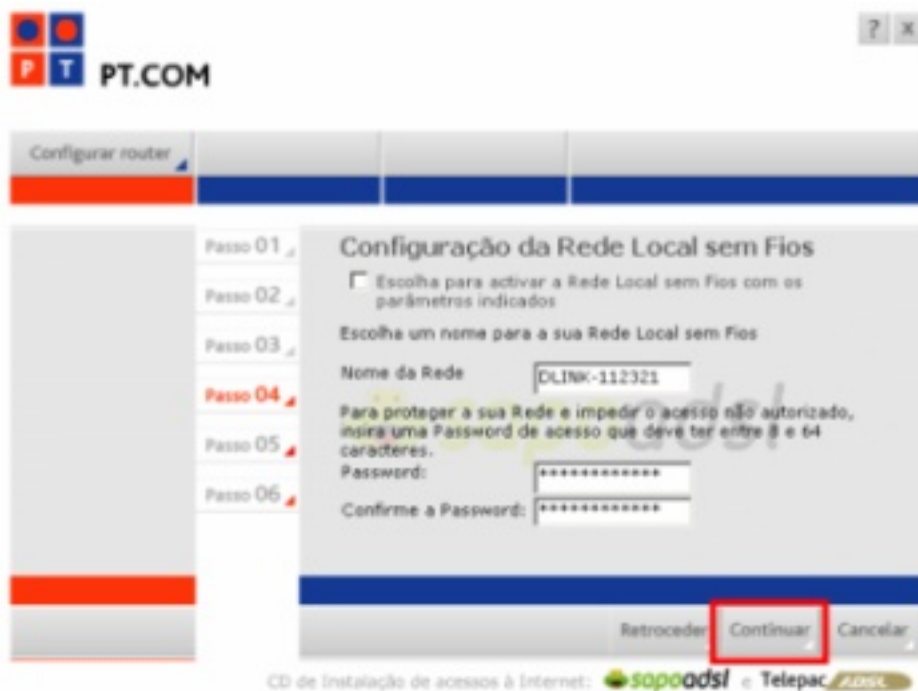 P T PT.COM
? x
Configurar router
Passo 01
Passo 02
Passo 03
Passo 04
Passo 05
Passo 06
Configuração da Rede Local sem Fios
Escolha para activar a Rede Local sem Fios com os
parâmetros indicados
Escolha um nome para a sua Rede Local sem Fios
Nome da Rede DLINK-112321
Para proteger a sua Rede e impedir o acesso não autorizado,
insira uma Password de acesso que deve ter entre 8 e 64
caracteres.
Password: ************
Confirme a Password: ************
sapoadsl
Retroceder Continuar Cancelar
CD de Instalação de acessos à Internet: sapoadsl e Telepac ADSL